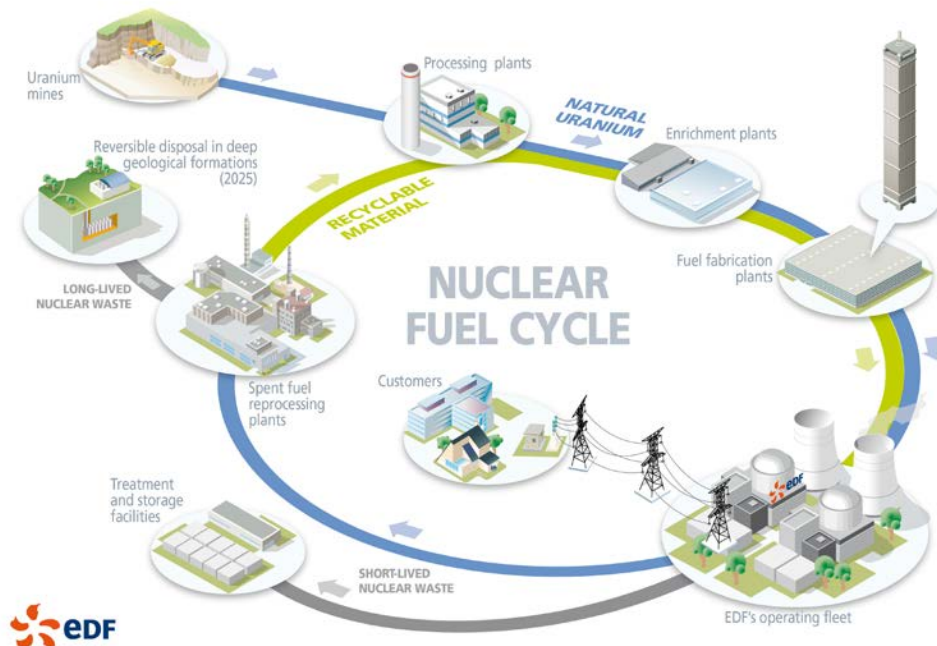 Uranium
mines
Processing plants
NATURAL
URANIUM
Enrichment plants
Reversible disposal in deep
geological formations
(2025)
RECYCLABLE
MATERIAL
Fuel fabrication
plants
LONG-LIVED
NUCLEAR WASTE
NUCLEAR
FUEL CYCLE
Spent fuel
reprocessing
plants
Customers
eDF
Treatment
and storage
facilities
SHORT-LIVED
NUCLEAR WASTE
EDF's operating fleet
eDF